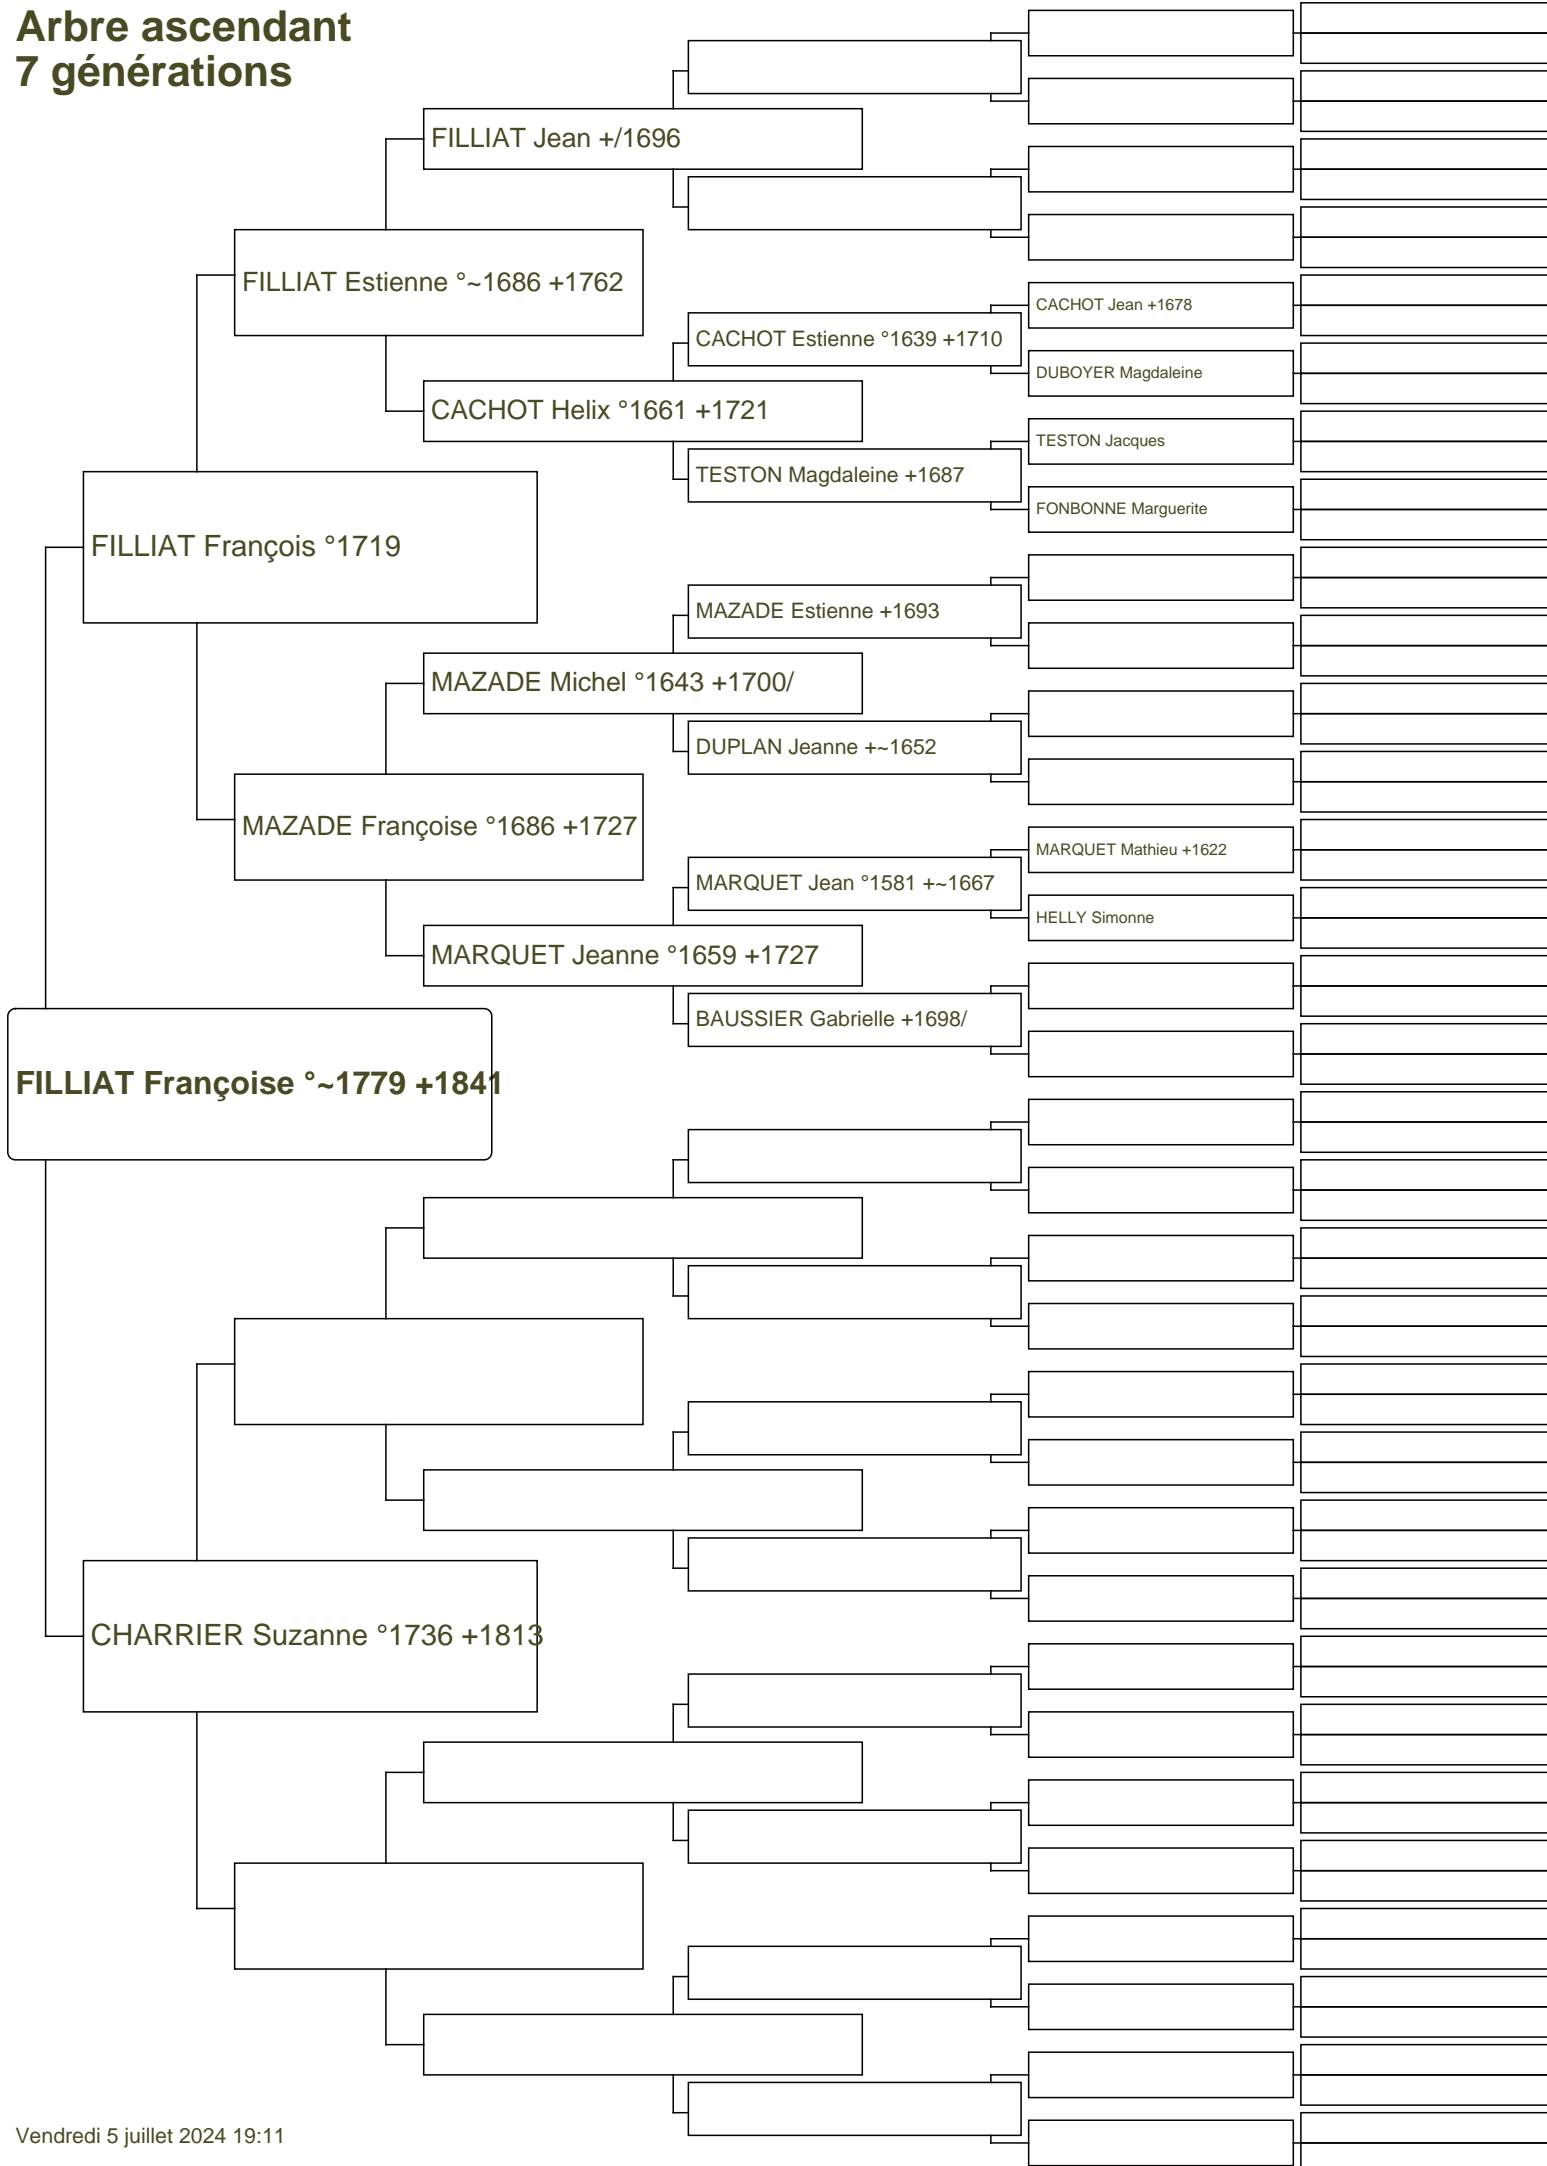 Arbre ascendant
7 générations
FILLIAT Jean +/1696
FILLIAT Estienne °~1686 +1762
CACHOT Jean +1678
CACHOT Estienne °1639 +1710
DUBOYER Magdaleine
CACHOT Helix °1661 +1721
TESTON Jacques
TESTON Magdaleine +1687
FONBONNE Marguerite
FILLIAT François °1719
MAZADE Estienne +1693
MAZADE Michel °1643 +1700/
DUPLAN Jeanne +~1652
MAZADE Françoise °1686 +1727
MARQUET Mathieu +1622
MARQUET Jean °1581 +~1667
HELLY Simonne
MARQUET Jeanne °1659 +1727
BAUSSIER Gabrielle +1698/
FILLIAT Françoise °~1779 +1841
CHARRIER Suzanne °1736 +1813
Vendredi 5 juillet 2024 19:11